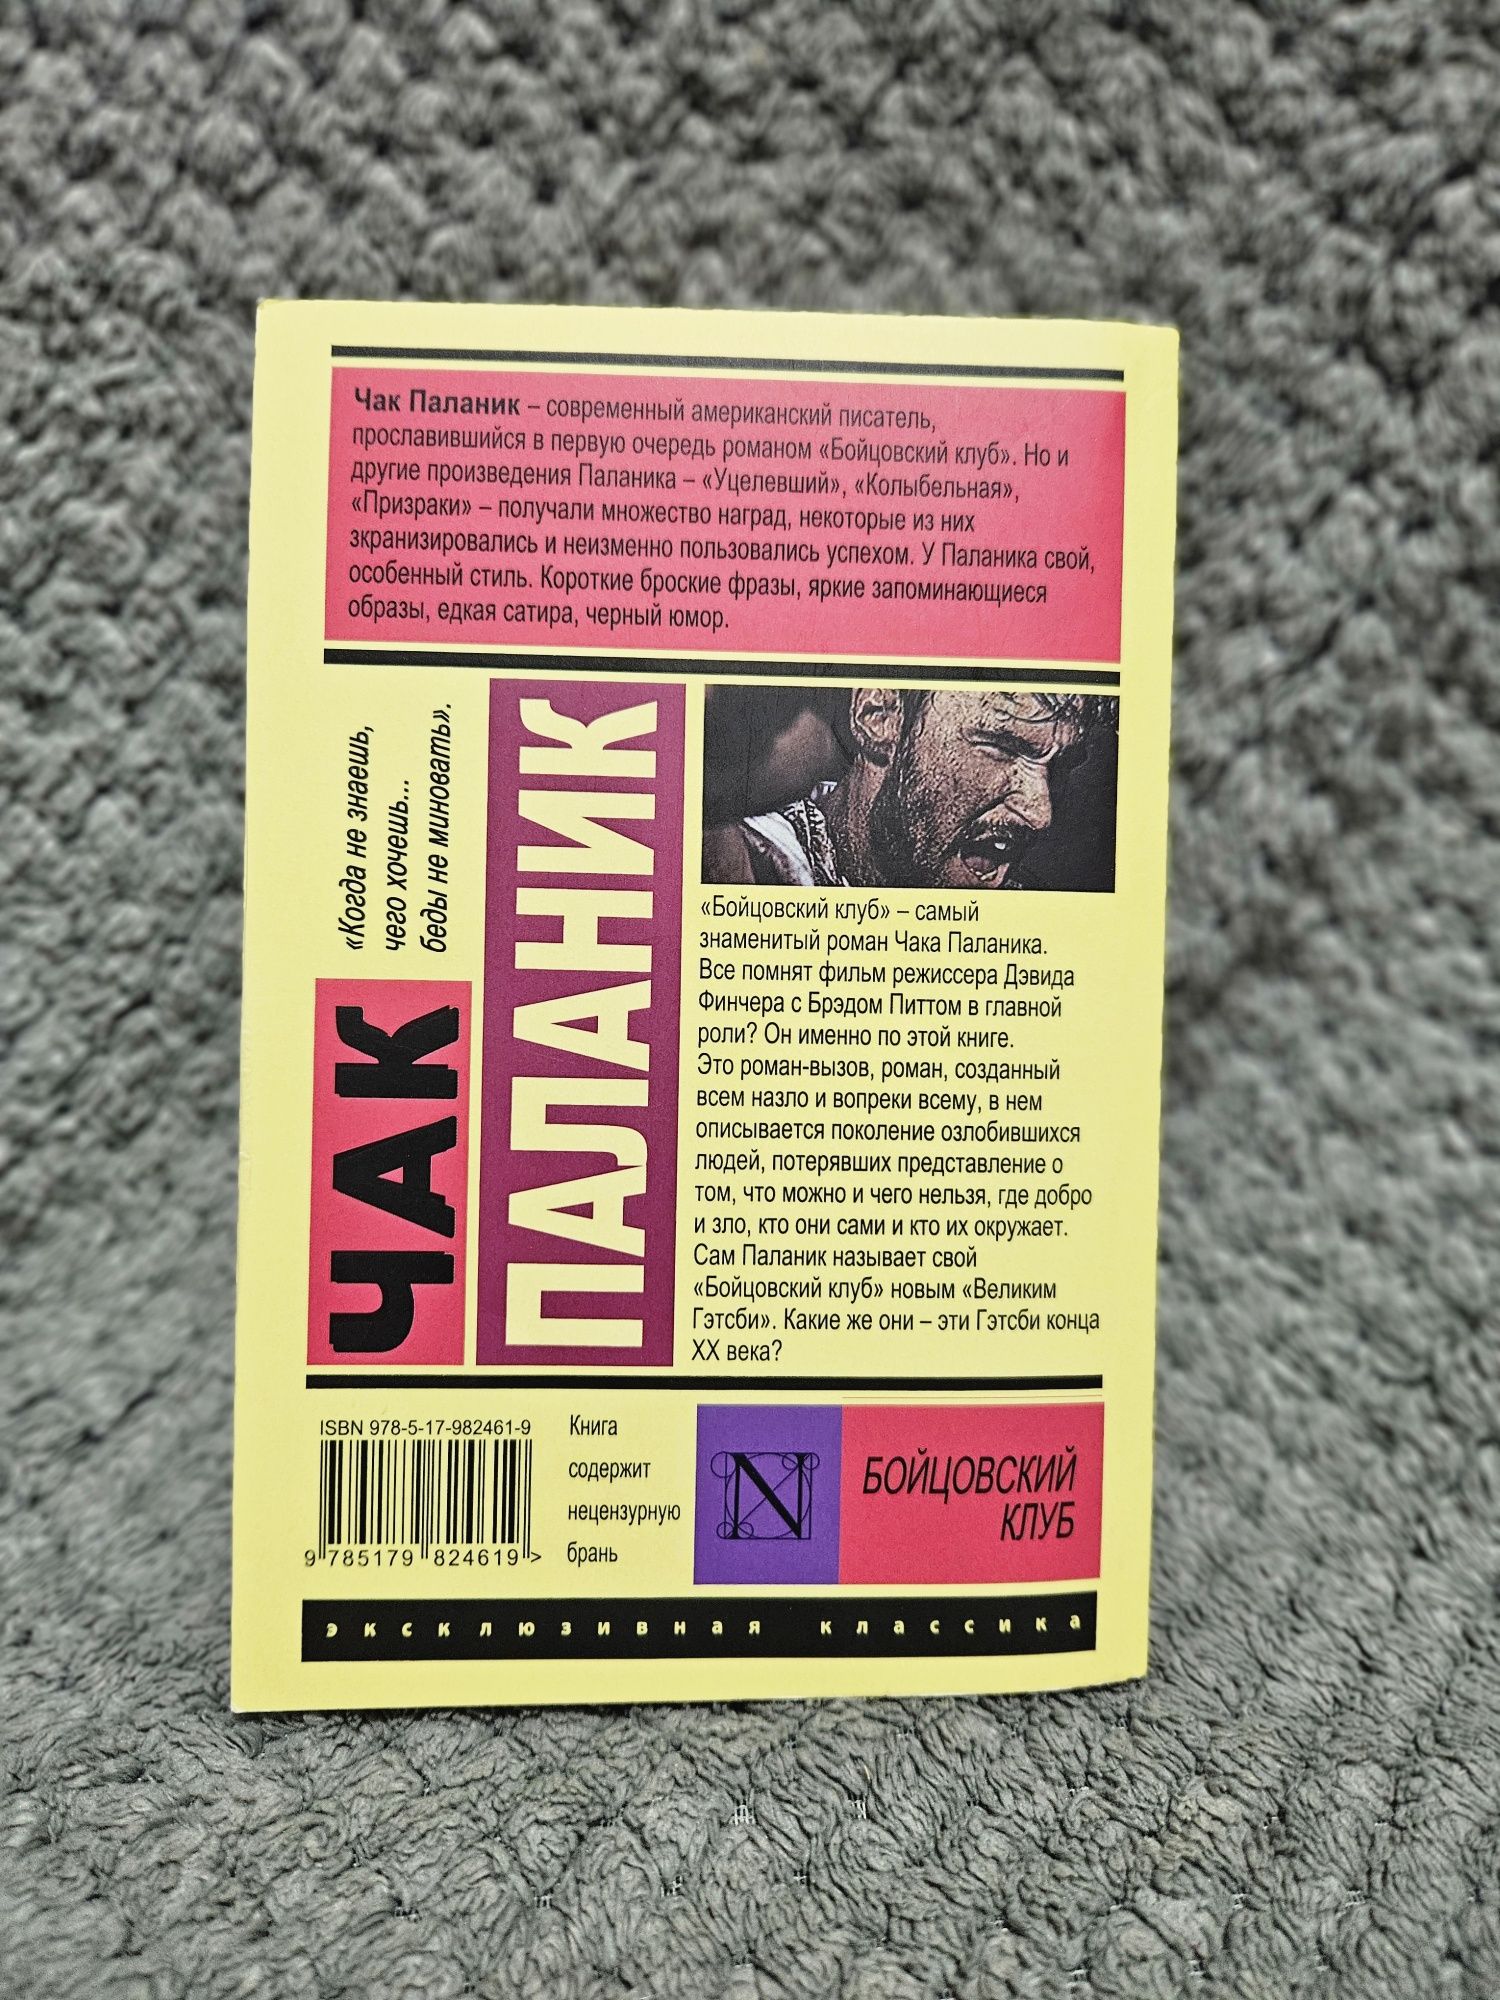 Чак Паланик – современный американский писатель,
прославившийся в первую очередь романом «Бойцовский клуб». Но и
другие произведения Паланика – «Уцелевший», «Колыбельная»,
«Призраки» – получали множество наград, некоторые из них
экранизировались и неизменно пользовались успехом. У Паланика свой,
особенный стиль. Короткие броские фразы, яркие запоминающиеся
образы, едкая сатира, черный юмор.
«Когда не знаешь,
чего хочешь...
беды не миновать».
ЧАК
ПАЛАНИК
«Бойцовский клуб» – самый
знаменитый роман Чака Паланика.
Все помнят фильм режиссера Дэвида
Финчера с Брэдом Питтом в главной
роли? Он именно по этой книге.
Это роман-вызов, роман, созданный
всем назло и вопреки всему, в нем
описывается поколение озлобившихся
людей, потерявших представление о
том, что можно и чего нельзя, где добро
и зло, кто они сами и кто их окружает.
Сам Паланик называет свой
«Бойцовский клуб» новым «Великим
Гэтсби». Какие же они – эти Гэтсби конца
XX века?
ISBN 978-5-17-982461-9
9 785179 824619 >
Книга
содержит
нецензурную
брань
N
БОЙЦОВСКИЙ
КЛУБ
эксклюзивная классика